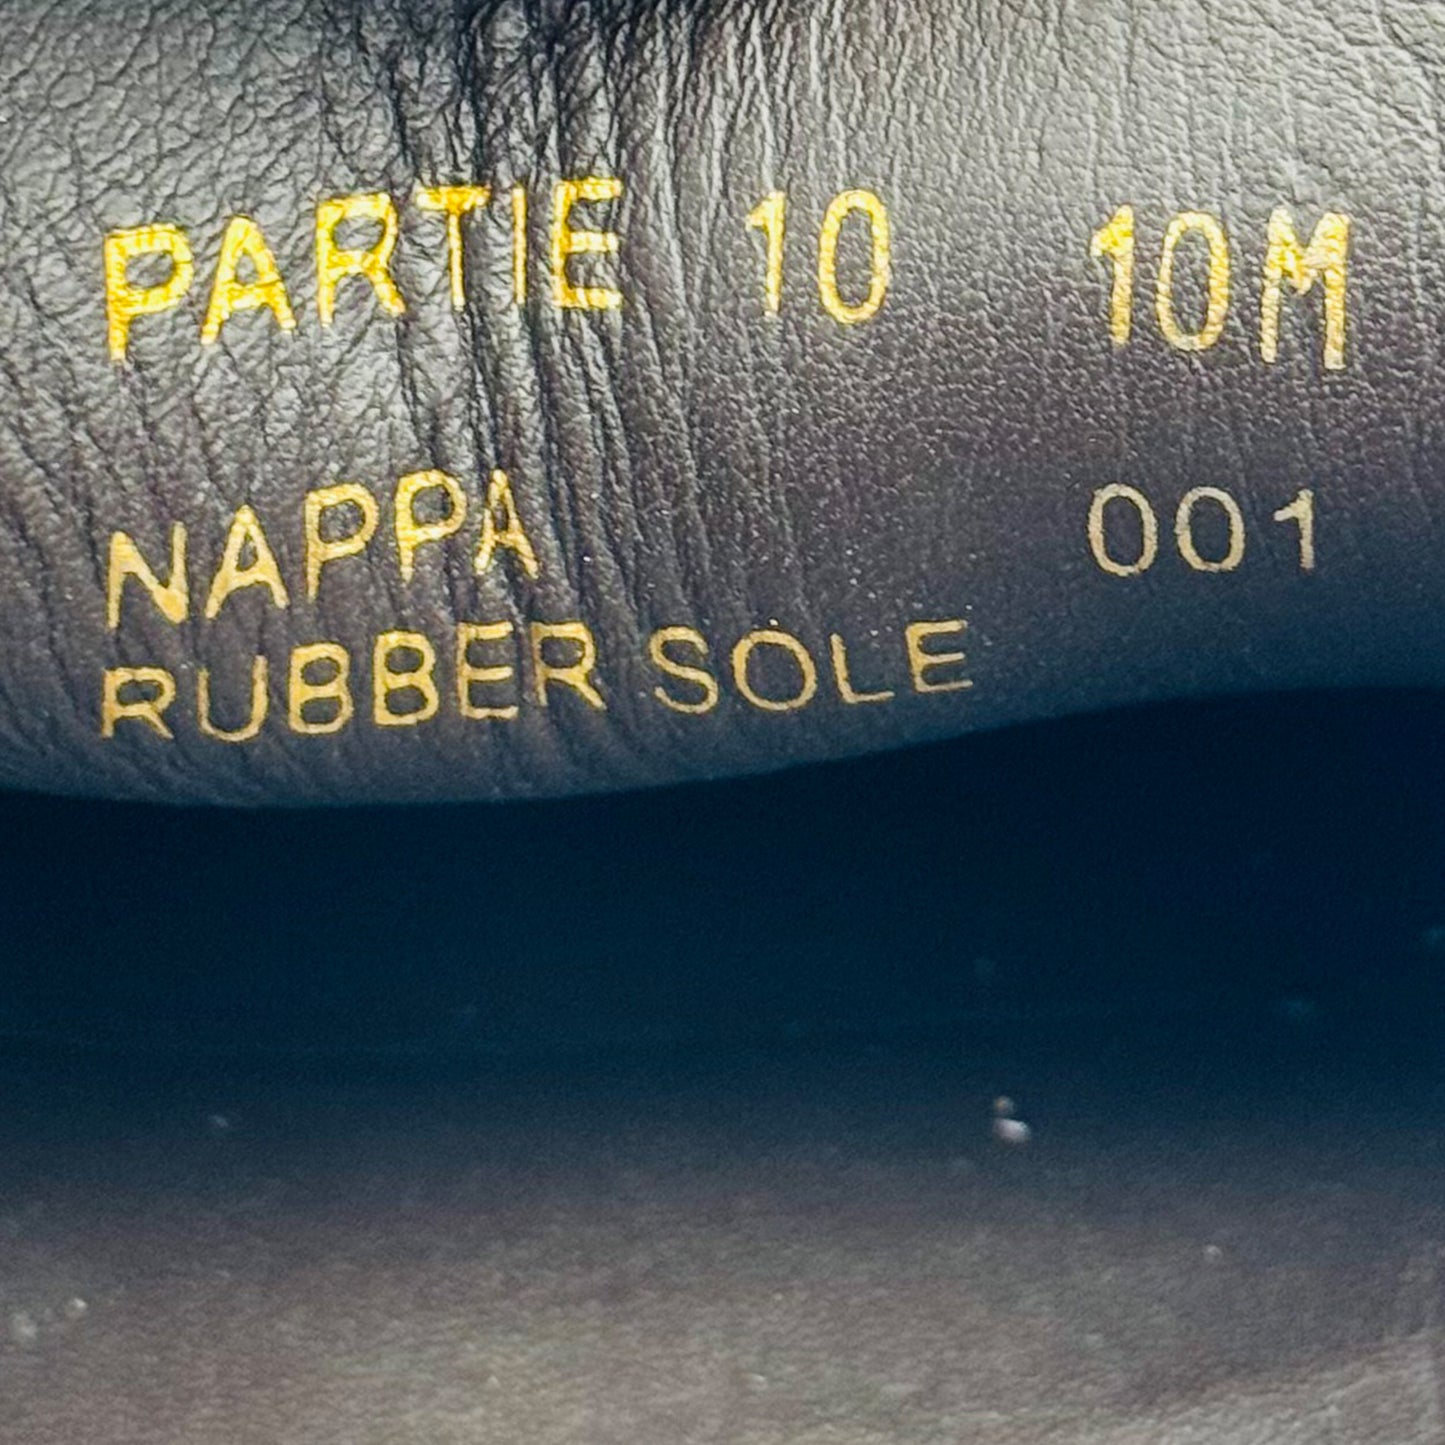 PARTIE 10 10M
NAPPA 001
RUBBER SOLE